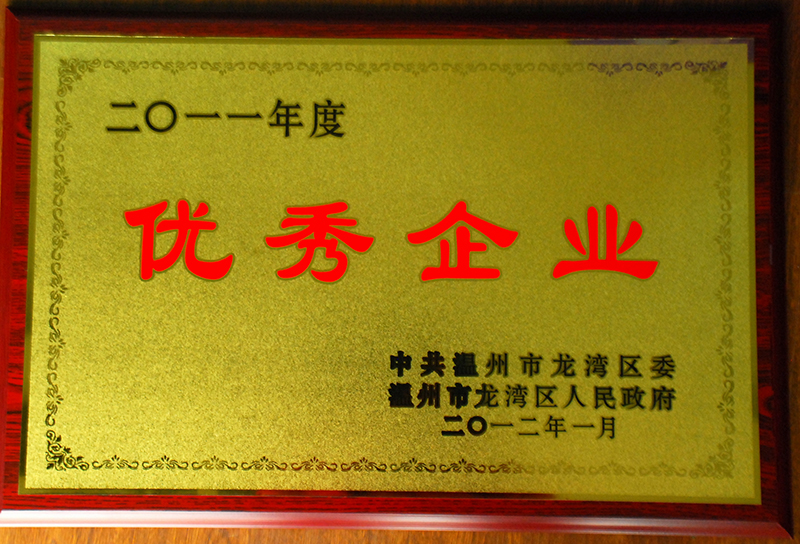 二〇一一年度
优秀企业
中共温州市龙湾区委
温州市龙湾区人民政府
二〇一二年一月